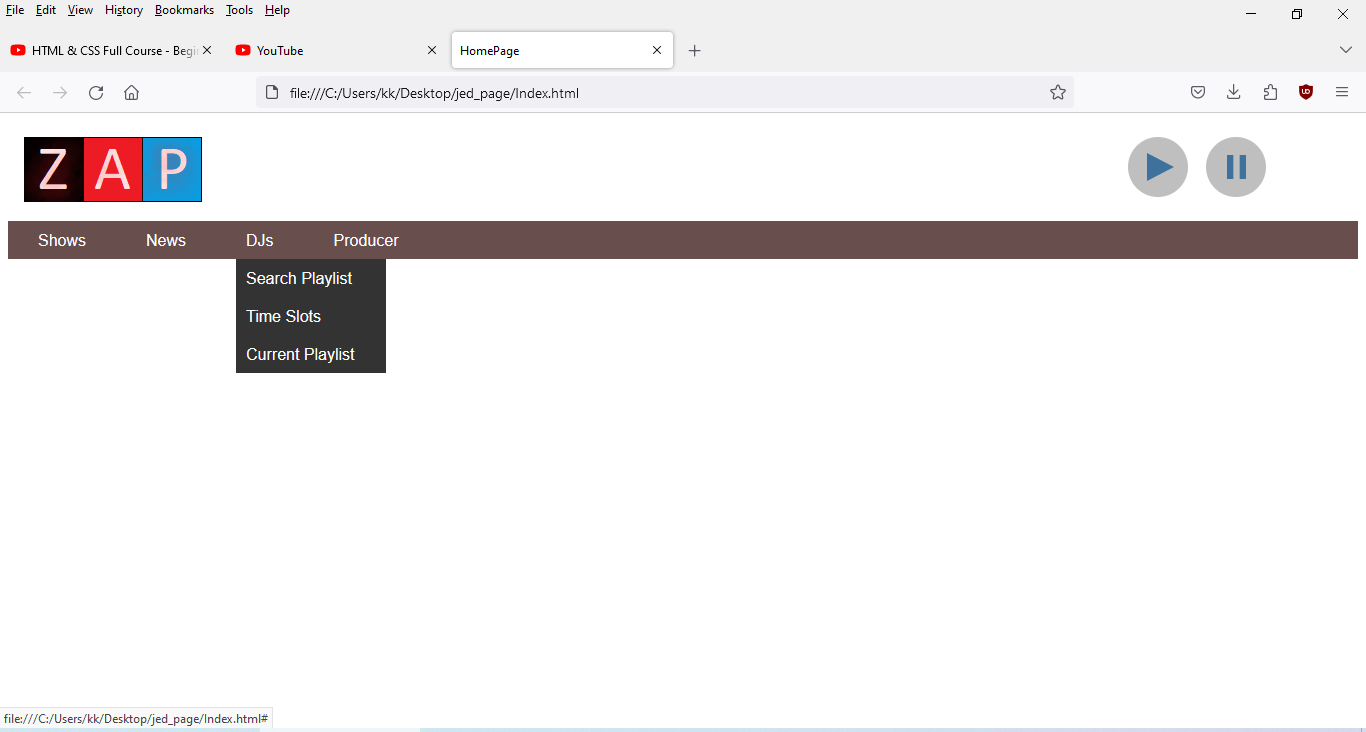 File Edit View History Bookmarks Tools Help
HTML & CSS Full Course - Begi
YouTube
HomePage
file:///C:/Users/kk/Desktop/jed_page/Index.html
ZAP
Shows News DJs Producer
Search Playlist
Time Slots
Current Playlist
file:///C:/Users/kk/Desktop/jed_page/Index.html#